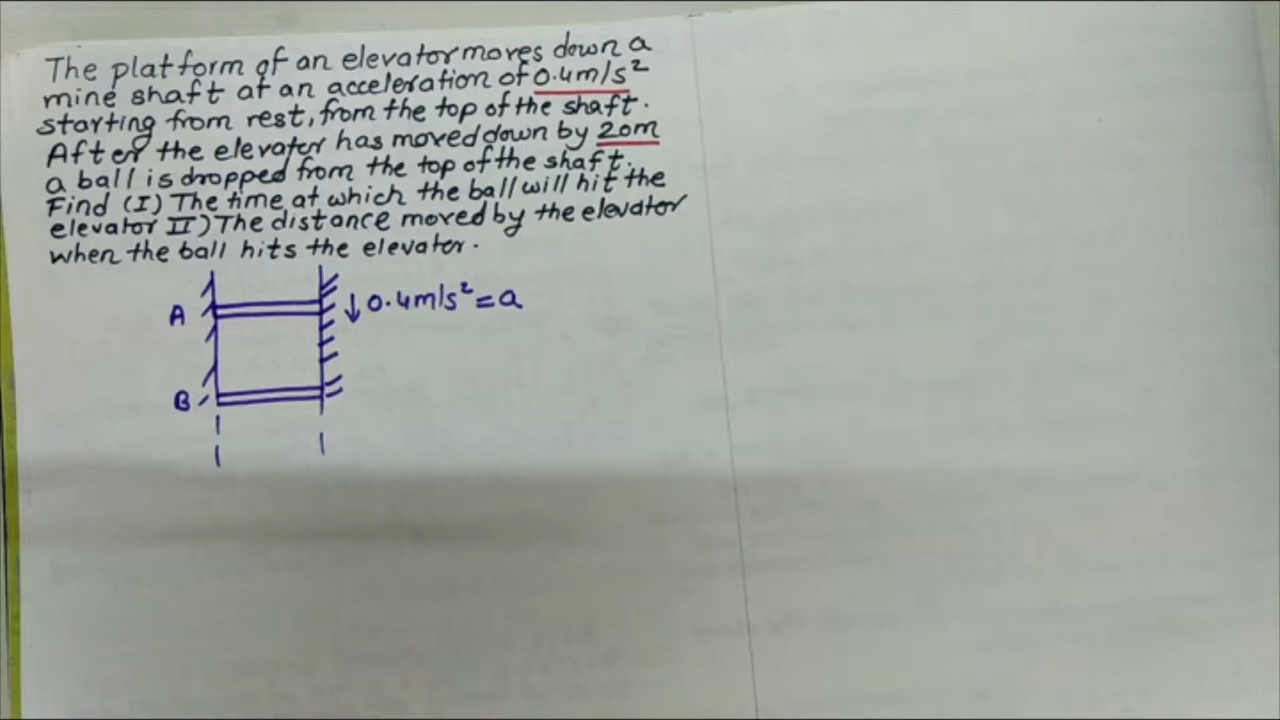 The platform of an elevator moves down a
mine shaft at an acceleration of 0.4m/s²
starting from rest, from the top of the shaft.
After the elevator has moved down by 20m
a ball is dropped from the top of the shaft.
Find (I) The time at which the ball will hit the
elevator II) The distance moved by the elevator
when the ball hits the elevator.
A ↓ 0.4m/s² = a
B